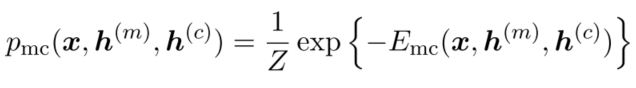 p_mc(x, h^(m), h^(c)) = 1/Z exp {−E_mc(x, h^(m), h^(c))}